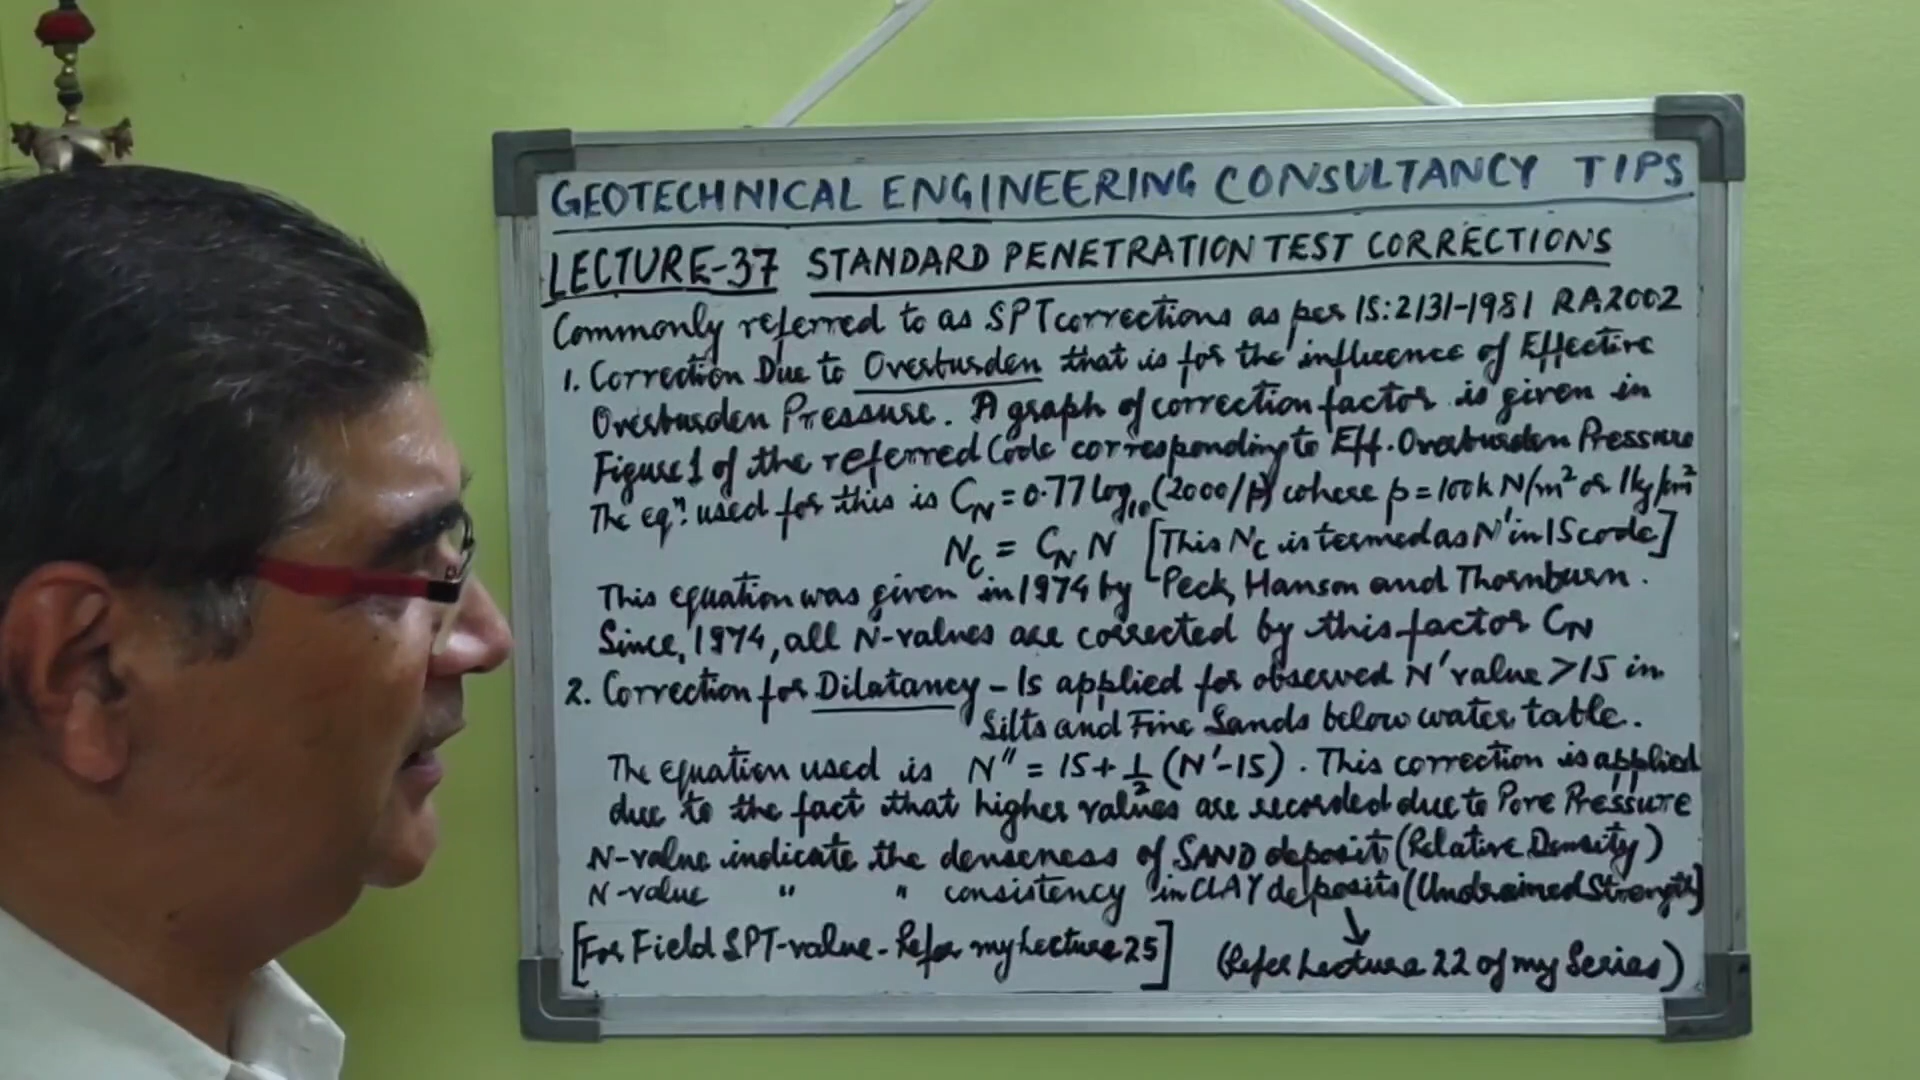 GEOTECHNICAL ENGINEERING CONSULTANCY TIPS
LECTURE-37 STANDARD PENETRATION TEST CORRECTIONS
Commonly referred to as SPT corrections as per IS:2131-1981 RA2002
1. Correction Due to Overburden that is for the influence of Effective
Overburden Pressure. A graph of correction factor is given in
Figure 1 of the referred Code corresponding to Eff. Overburden Pressure
The eqn. used for this is C_N = 0.77 log₁₀ (2000/p) where p = 100kN/m² or 1kg/cm²
N_C = C_N N [This N_C is termed as N' in IS code]
This equation was given in 1974 by Peck, Hanson and Thornburn.
Since, 1974, all N-values are corrected by this factor C_N
2. Correction for Dilatancy - Is applied for observed N' value > 15 in
Silts and Fine Sands below water table.
The equation used is N" = 15 + 1/2 (N'-15). This correction is applied
due to the fact that higher values are recorded due to Pore Pressure
N-value indicate the denseness of SAND deposit (Relative Density)
N-value " " consistency in CLAY deposits (Undrained Strength)
[For Field SPT-value - Refer my Lecture 25] (Refer Lecture 22 of my Series)